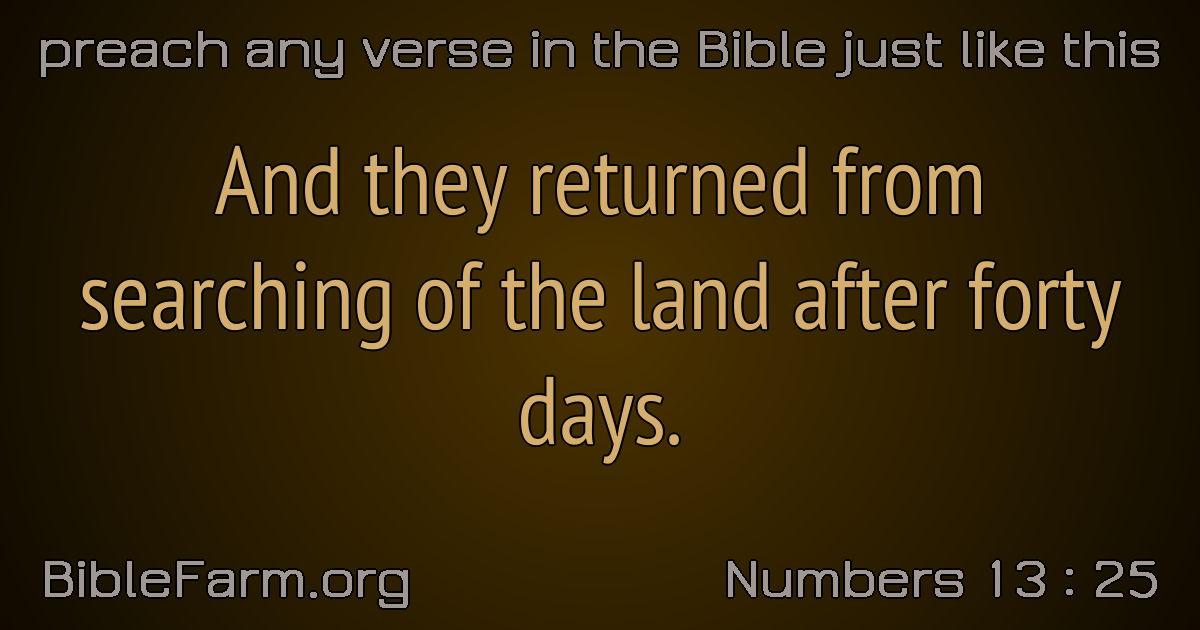 preach any verse in the Bible just like this
And they returned from
searching of the land after forty
days.
BibleFarm.org
Numbers 13 : 25